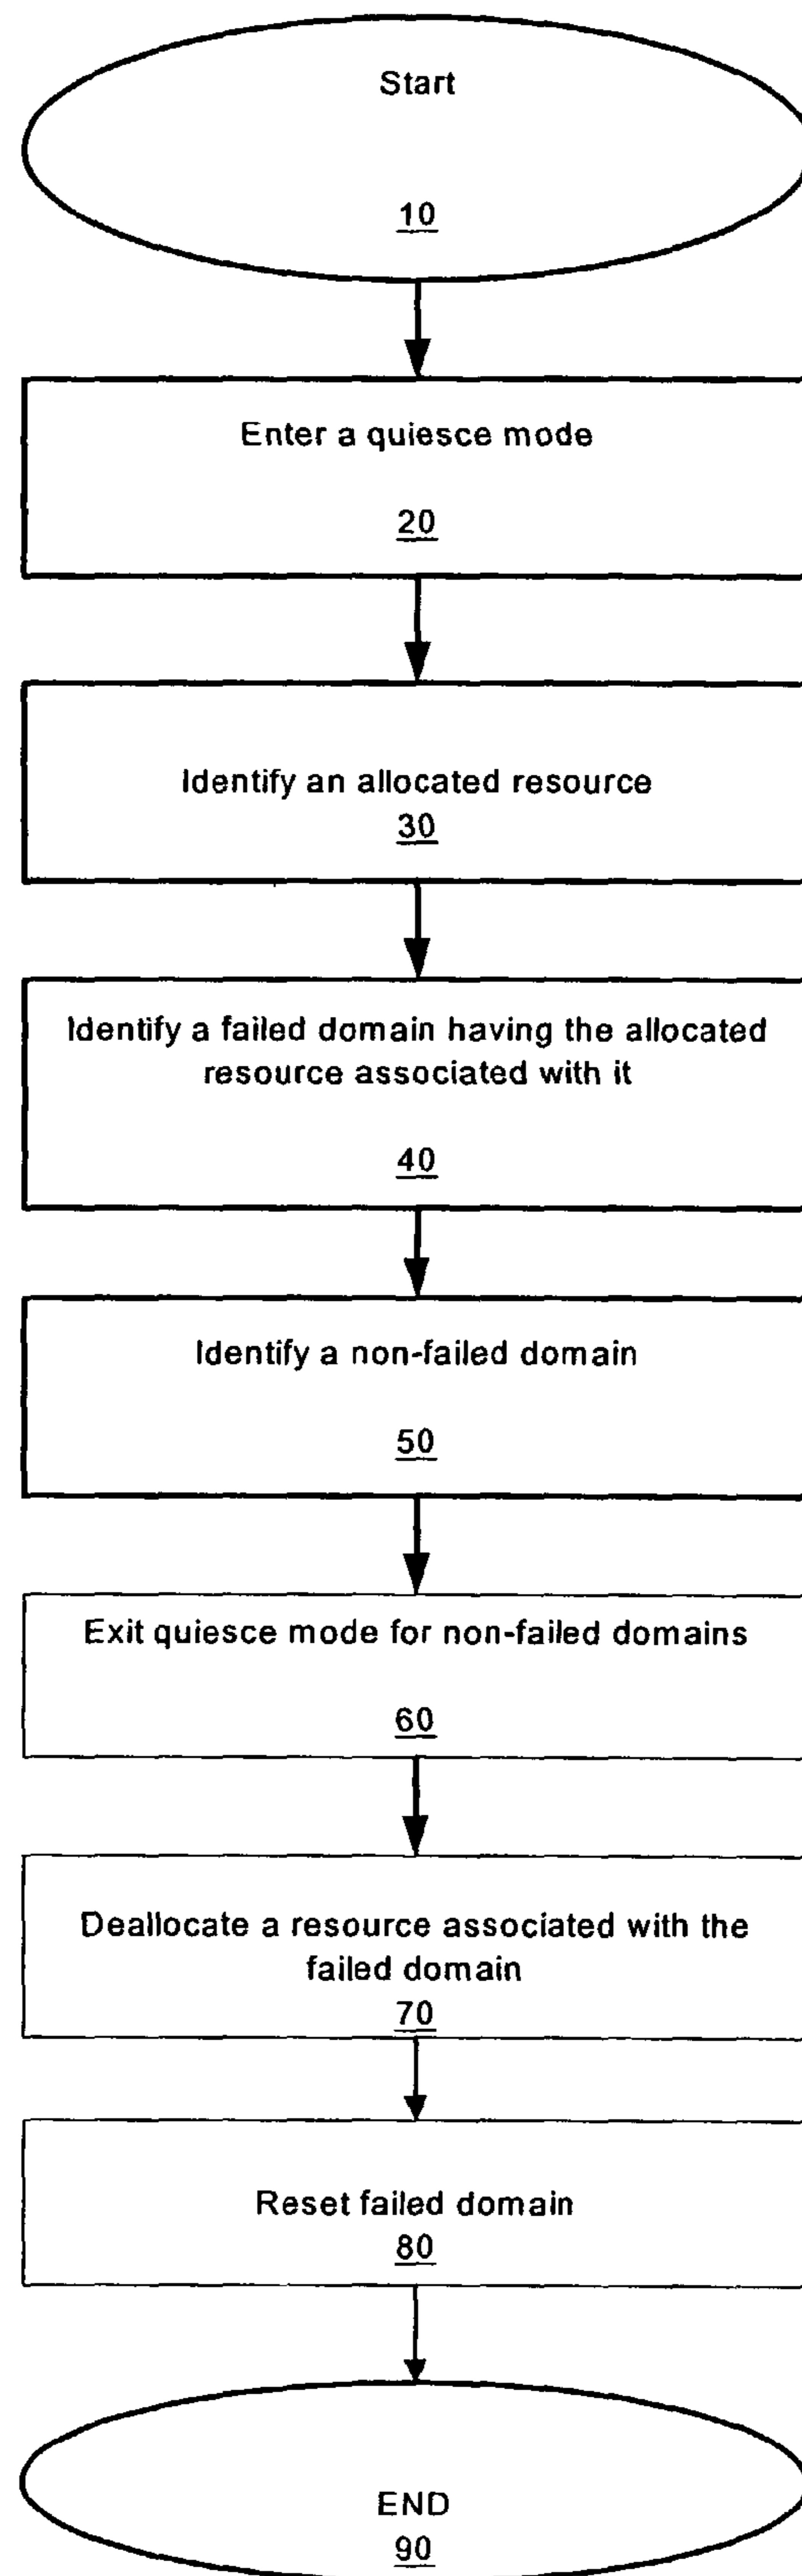 Start
10
Enter a quiesce mode
20
Identify an allocated resource
30
Identify a failed domain having the allocated
resource associated with it
40
Identify a non-failed domain
50
Exit quiesce mode for non-failed domains
60
Deallocate a resource associated with the
failed domain
70
Reset failed domain
80
END
90